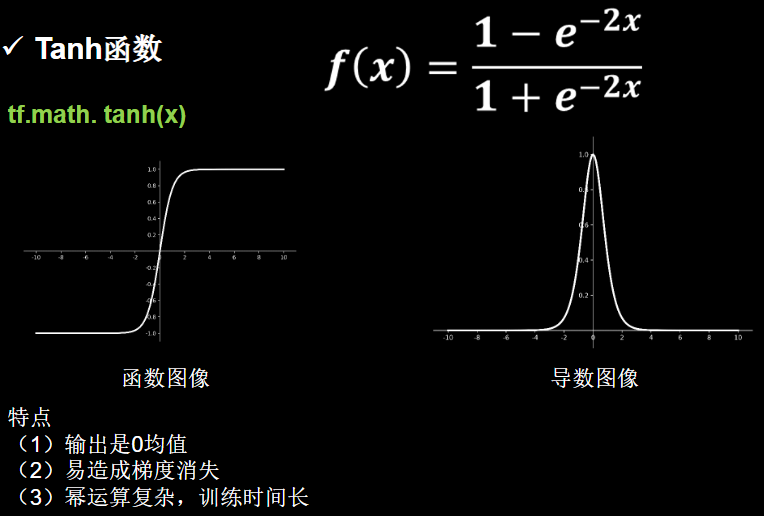 ✓ Tanh函数
f(x) = (1 − e^{−2x}) / (1 + e^{−2x})
tf.math. tanh(x)
1.0
0.8
0.6
0.4
0.2
-10 -8 -6 -4 -2 0 2 4 6 8 10
-0.2
-0.4
-0.6
-0.8
-1.0
1.0
0.8
0.6
0.4
0.2
-10 -8 -6 -4 -2 0 2 4 6 8 10
函数图像
导数图像
特点
（1）输出是0均值
（2）易造成梯度消失
（3）幂运算复杂，训练时间长